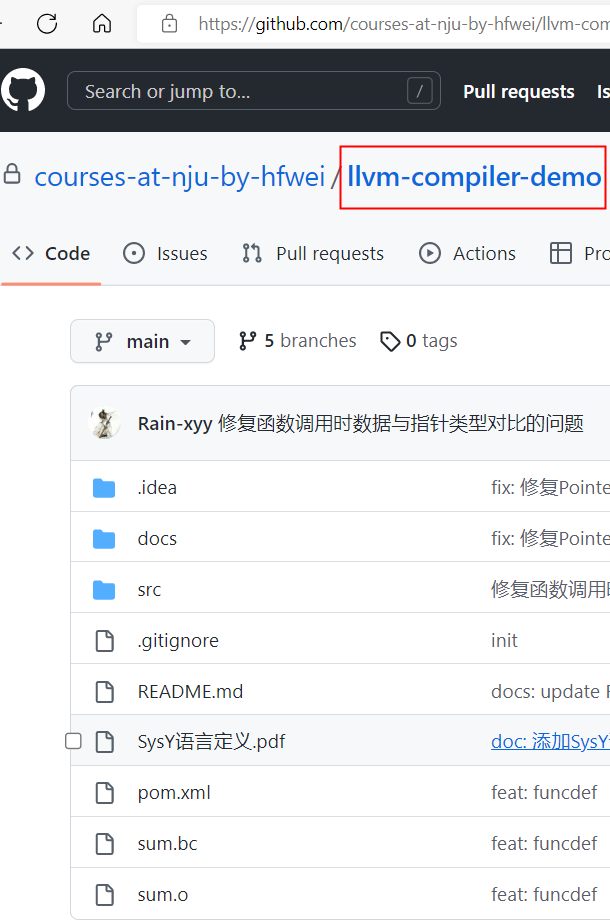 https://github.com/courses-at-nju-by-hfwei/llvm-com
Search or jump to... / Pull requests Is
courses-at-nju-by-hfwei / llvm-compiler-demo
Code Issues Pull requests Actions Pro
main 5 branches 0 tags
Rain-xyy 修复函数调用时数据与指针类型对比的问题
.idea fix: 修复Pointe
docs fix: 修复Pointe
src 修复函数调用时
.gitignore init
README.md docs: update
SysY语言定义.pdf doc: 添加SysY
pom.xml feat: funcdef
sum.bc feat: funcdef
sum.o feat: funcdef